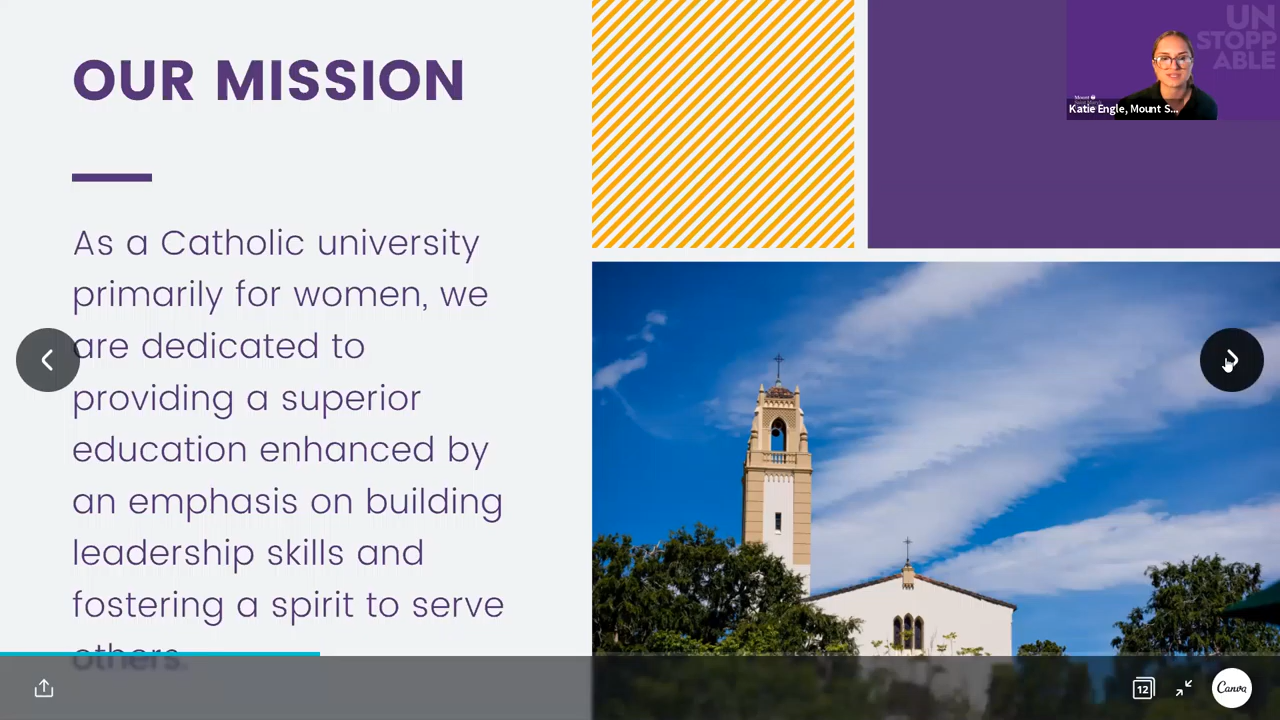 OUR MISSION
As a Catholic university
primarily for women, we
are dedicated to
providing a superior
education enhanced by
an emphasis on building
leadership skills and
fostering a spirit to serve
others.
UN
STOPP
ABLE
Katie Engle, Mount S...
12
Canva